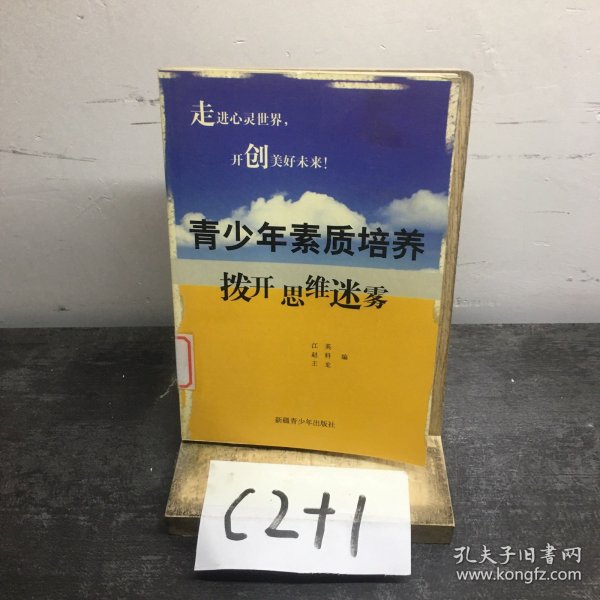 走进心灵世界，
开创美好未来！
青少年素质培养
拨开思维迷雾
江英
赵料 编
王龙
新疆青少年出版社
C2+1
孔夫子旧书网
www.kongfz.com